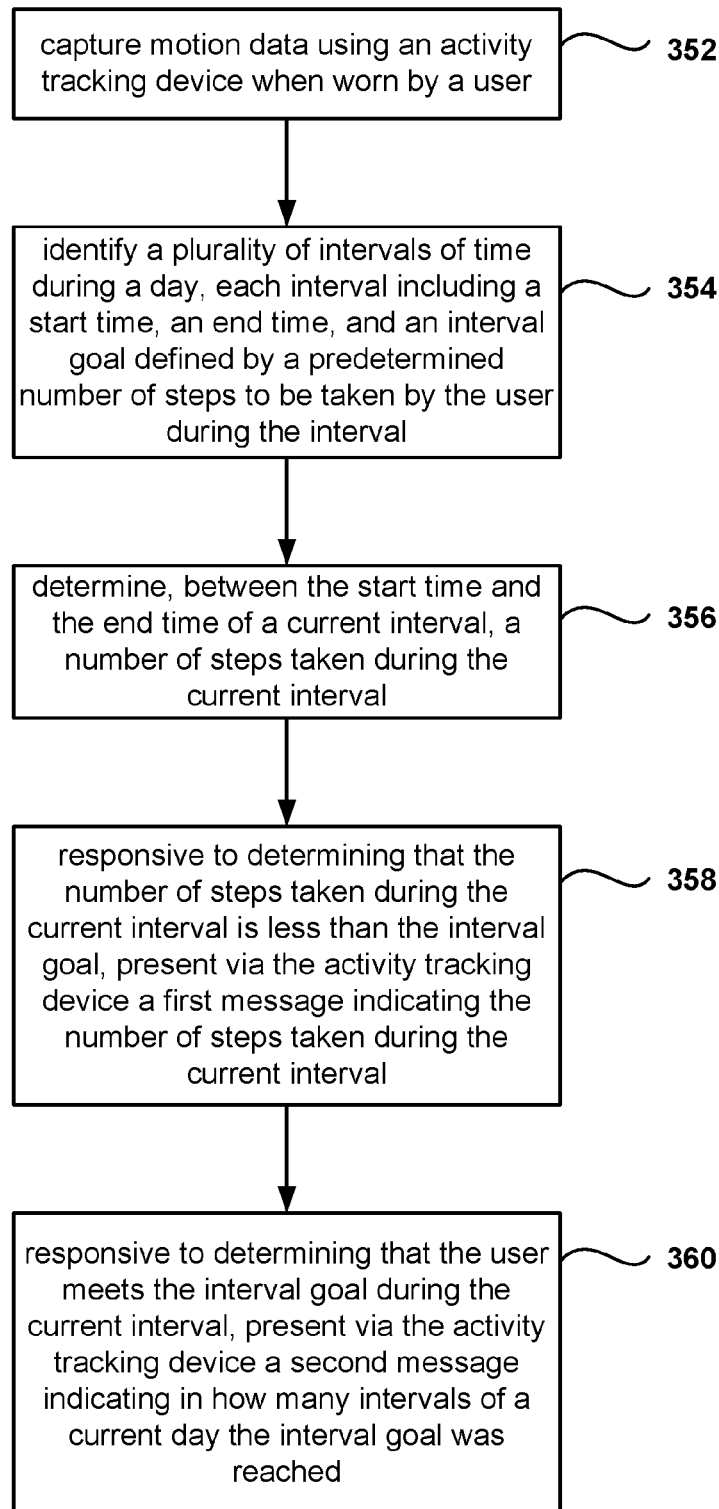 capture motion data using an activity
tracking device when worn by a user
352
identify a plurality of intervals of time
during a day, each interval including a
start time, an end time, and an interval
goal defined by a predetermined
number of steps to be taken by the user
during the interval
354
determine, between the start time and
the end time of a current interval, a
number of steps taken during the
current interval
356
responsive to determining that the
number of steps taken during the
current interval is less than the interval
goal, present via the activity tracking
device a first message indicating the
number of steps taken during the
current interval
358
responsive to determining that the user
meets the interval goal during the
current interval, present via the activity
tracking device a second message
indicating in how many intervals of a
current day the interval goal was
reached
360